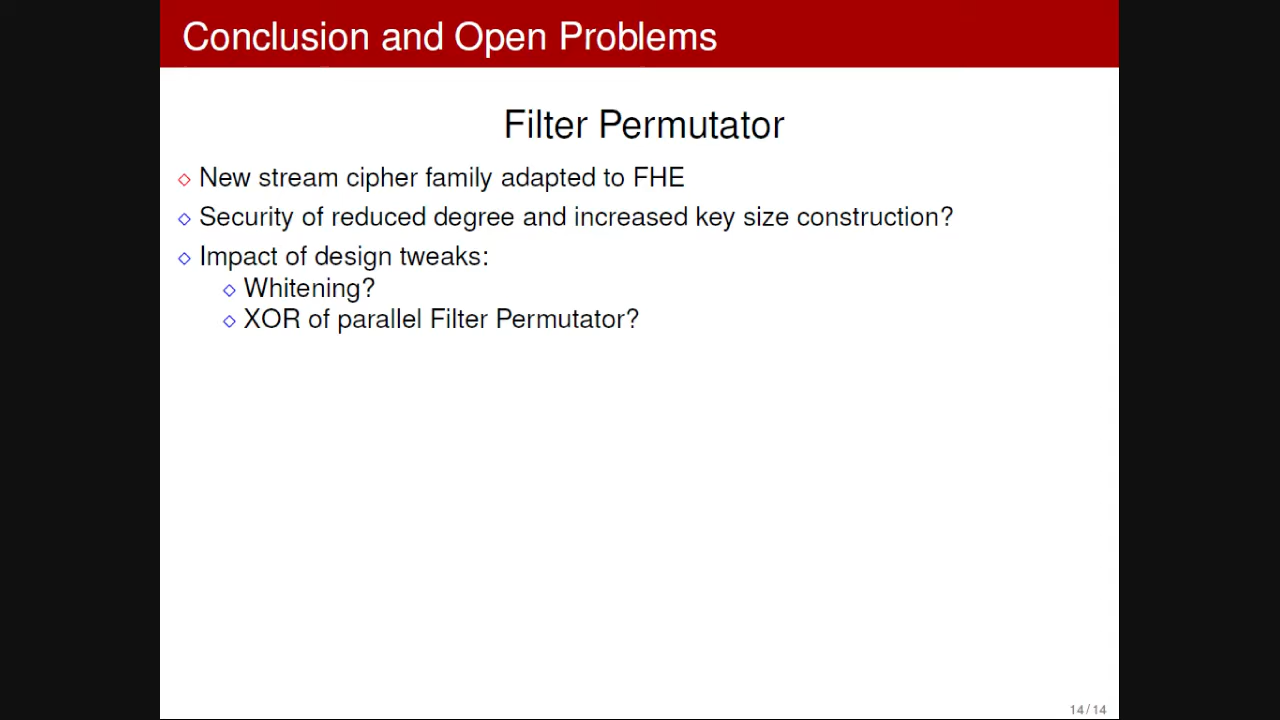 Conclusion and Open Problems
Filter Permutator
New stream cipher family adapted to FHE
Security of reduced degree and increased key size construction?
Impact of design tweaks:
Whitening?
XOR of parallel Filter Permutator?
14/14